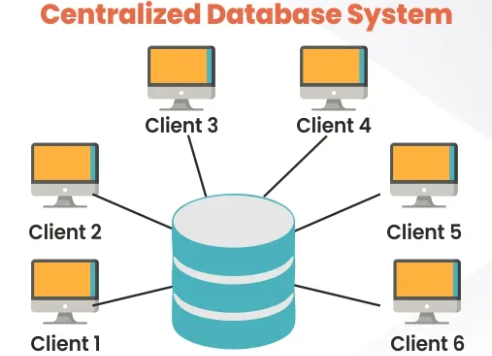 Centralized Database System
Client 3
Client 4
Client 2
Client 5
Client 1
Client 6